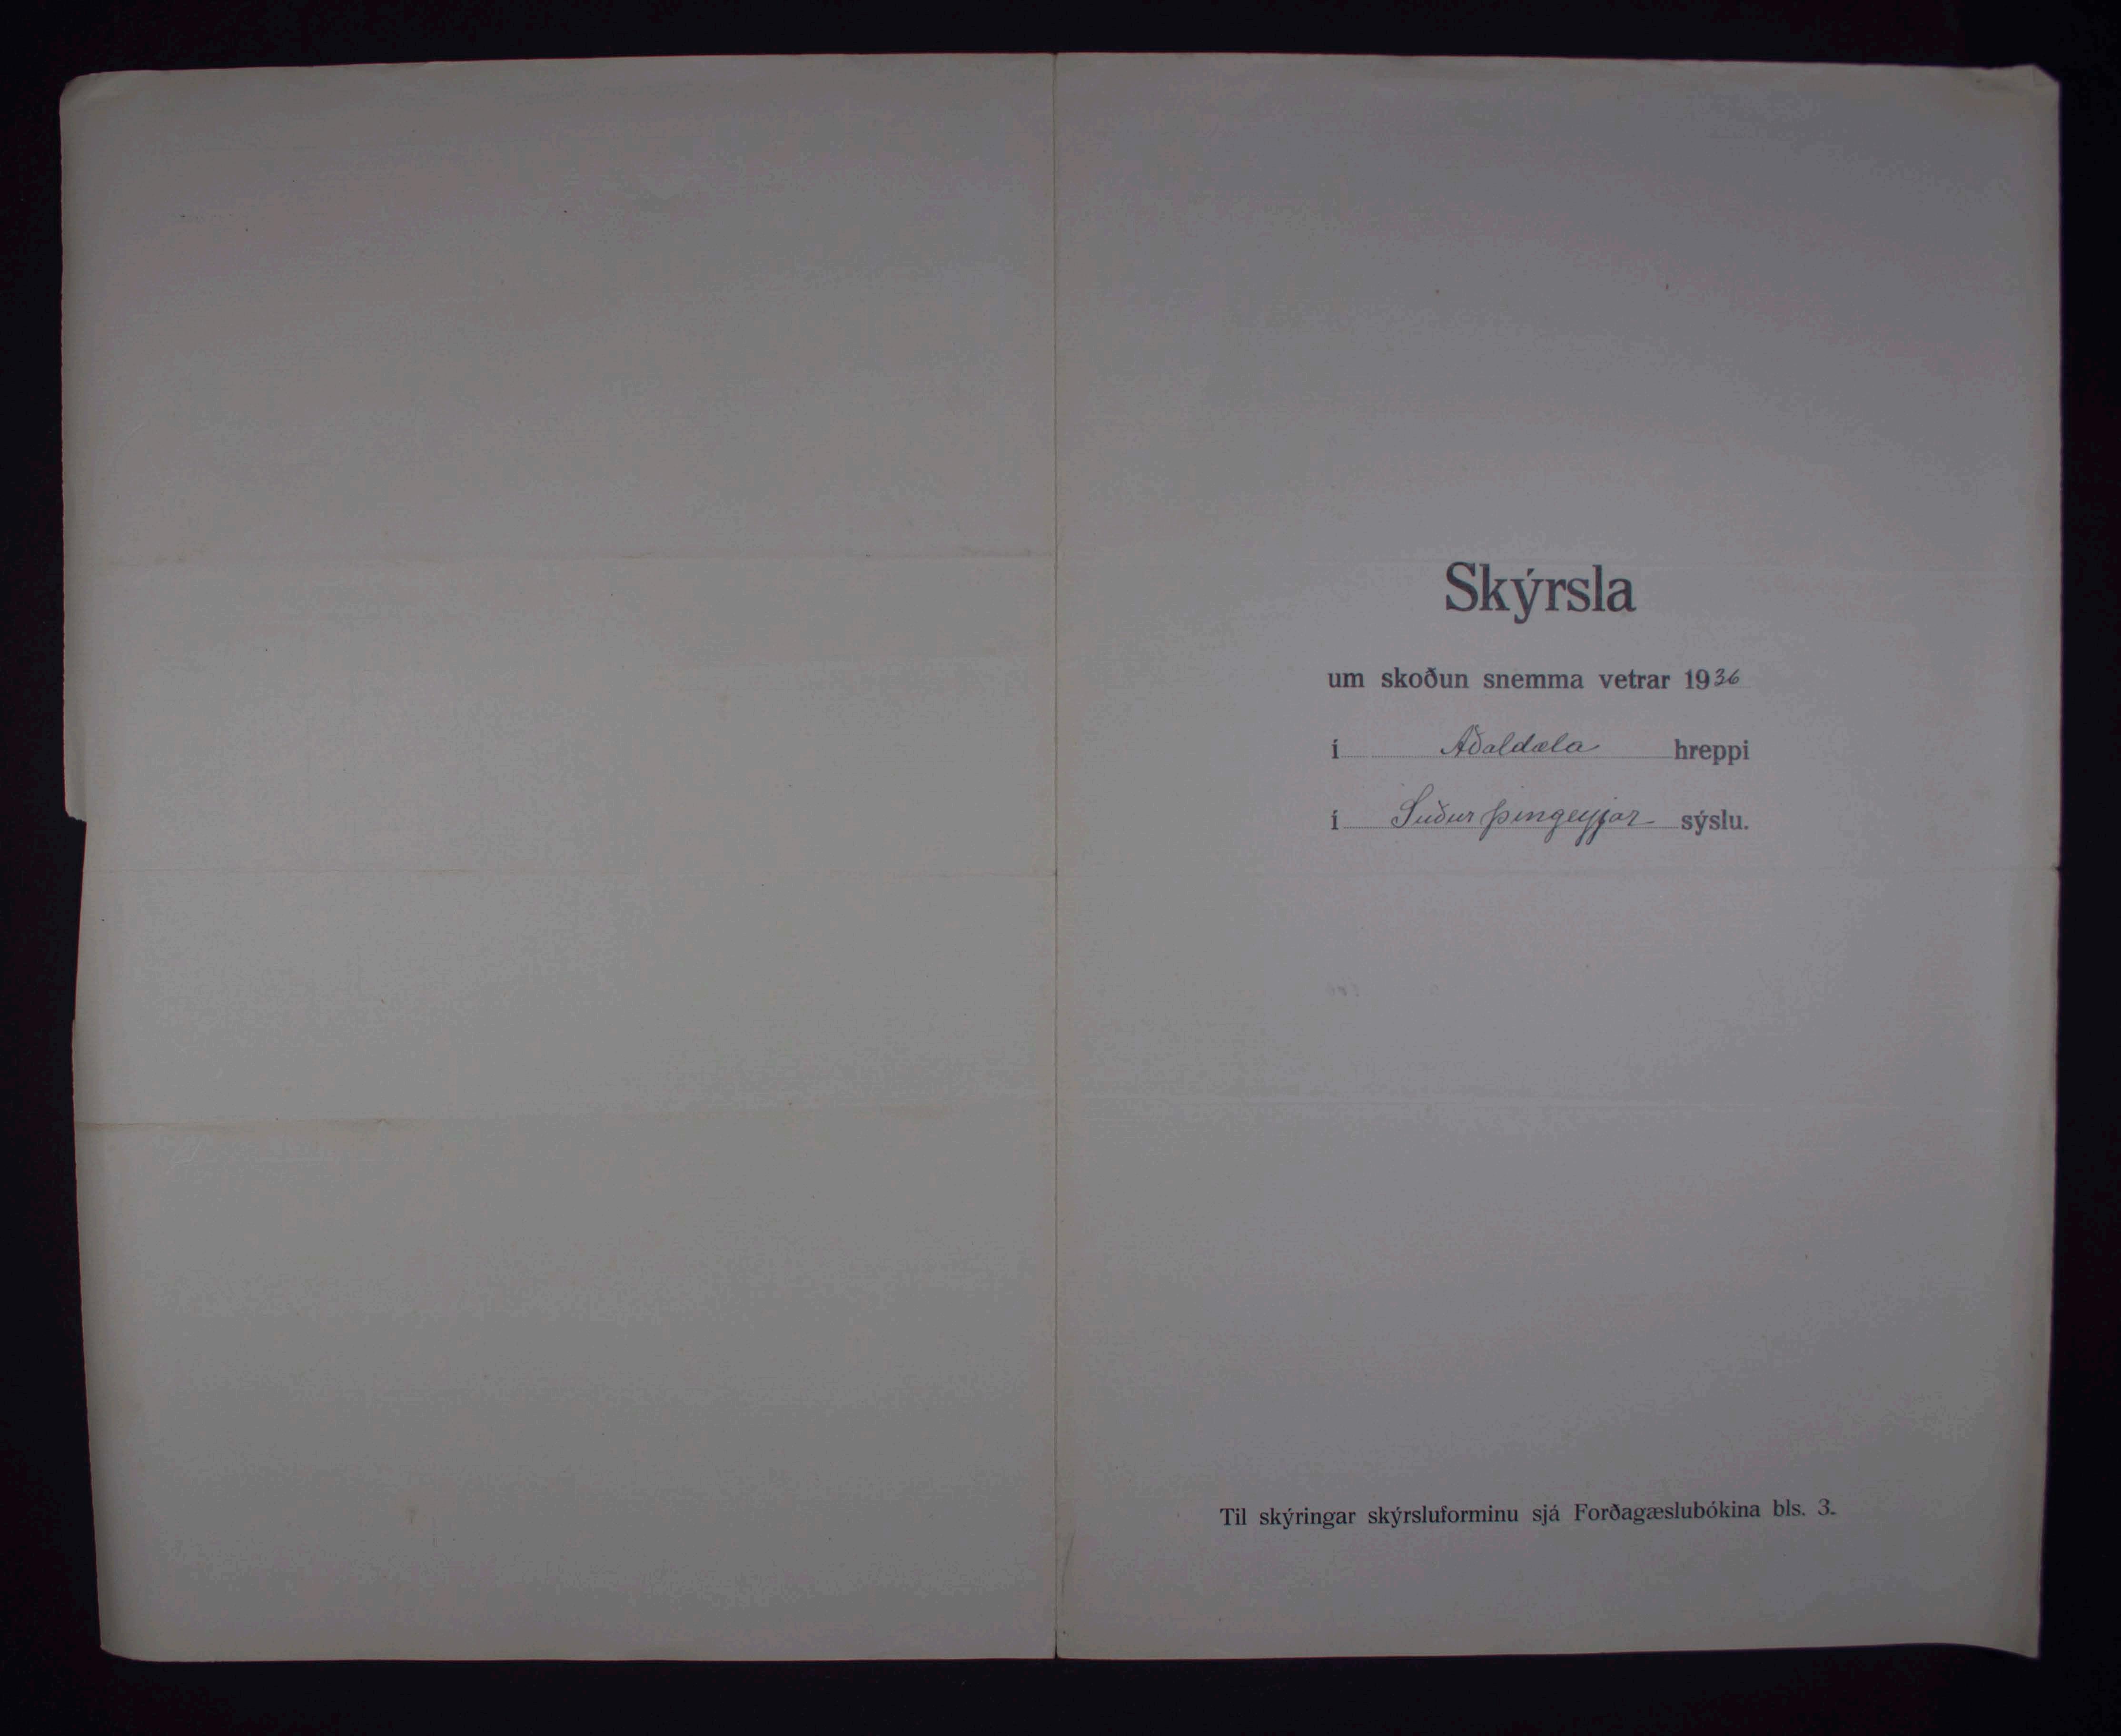 Skýrsla
um skoðun snemma vetrar 1936
í Aðaldæla hreppi
í Suður þingeyjar sýslu.
Til skýringar skýrsluforminu sjá Forðagæslubókina bls. 3.